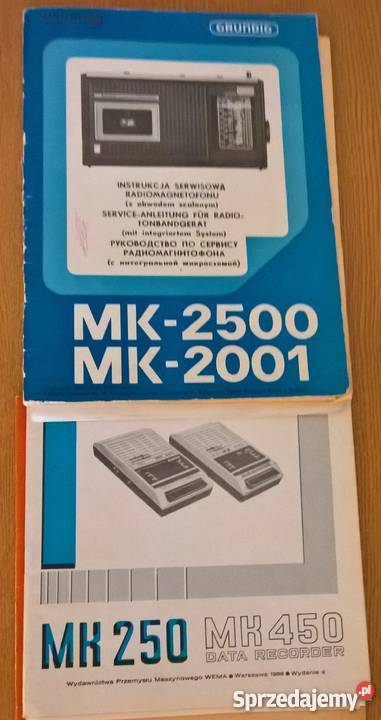 GRUNDIG
INSTRUKCJA SERWISOWA
RADIOMAGNETOFONU
(z obwodem scalonym)
SERVICE-ANLEITUNG FÜR RADIO-
TONBANDGERÄT
(mit integriertem System)
РУКОВОДСТВО ПО СЕРВИСУ
РАДИОМАГНИТОФОНА
(с интегральной микросхемой)
MK-2500
MK-2001
MK 250 MK 450
DATA RECORDER
Wydawnictwa Przemysłu Maszynowego WEMA ● Warszawa 1988 ● Wydanie 4
Sprzedajemy.pl